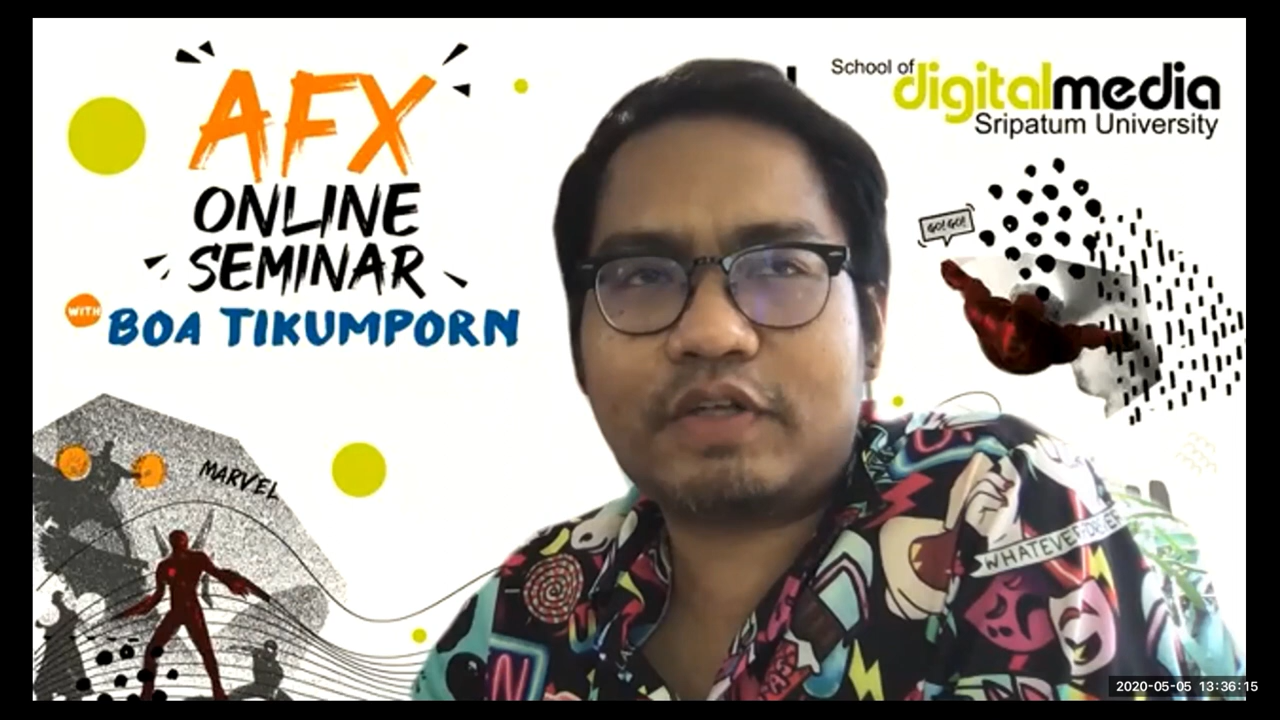 AFX
ONLINE
SEMINAR
WITH
BOA TIKUMPORN
School of
digitalmedia
Sripatum University
GO! GO!
MARVEL
WHATEVER FOREVER
N
2020-05-05 13:36:15